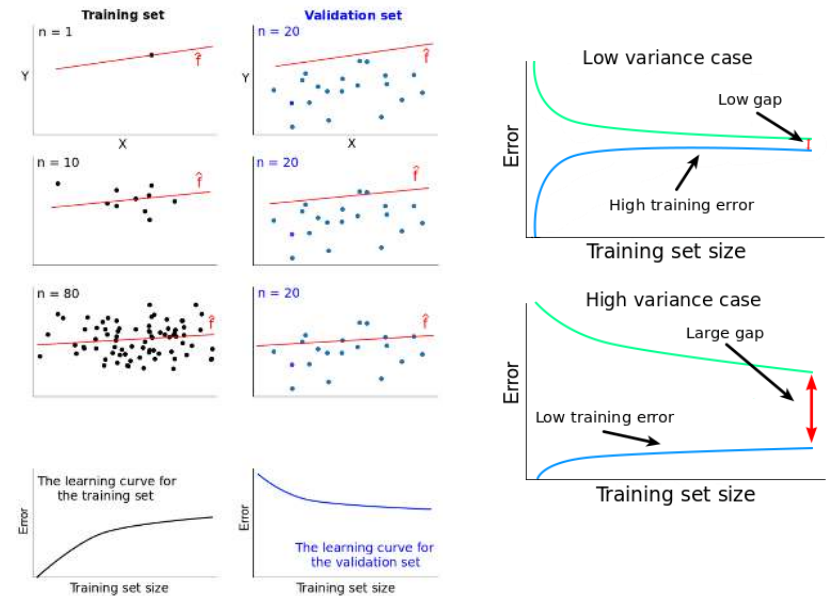 Training set
Validation set
n = 1
f̂
Y
X
n = 20
f̂
Y
X
n = 10
f̂
n = 20
f̂
n = 80
f̂
n = 20
f̂
The learning curve for
the training set
Error
Training set size
The learning curve for
the validation set
Error
Training set size
Low variance case
Low gap
Error
High training error
Training set size
High variance case
Large gap
Error
Low training error
Training set size